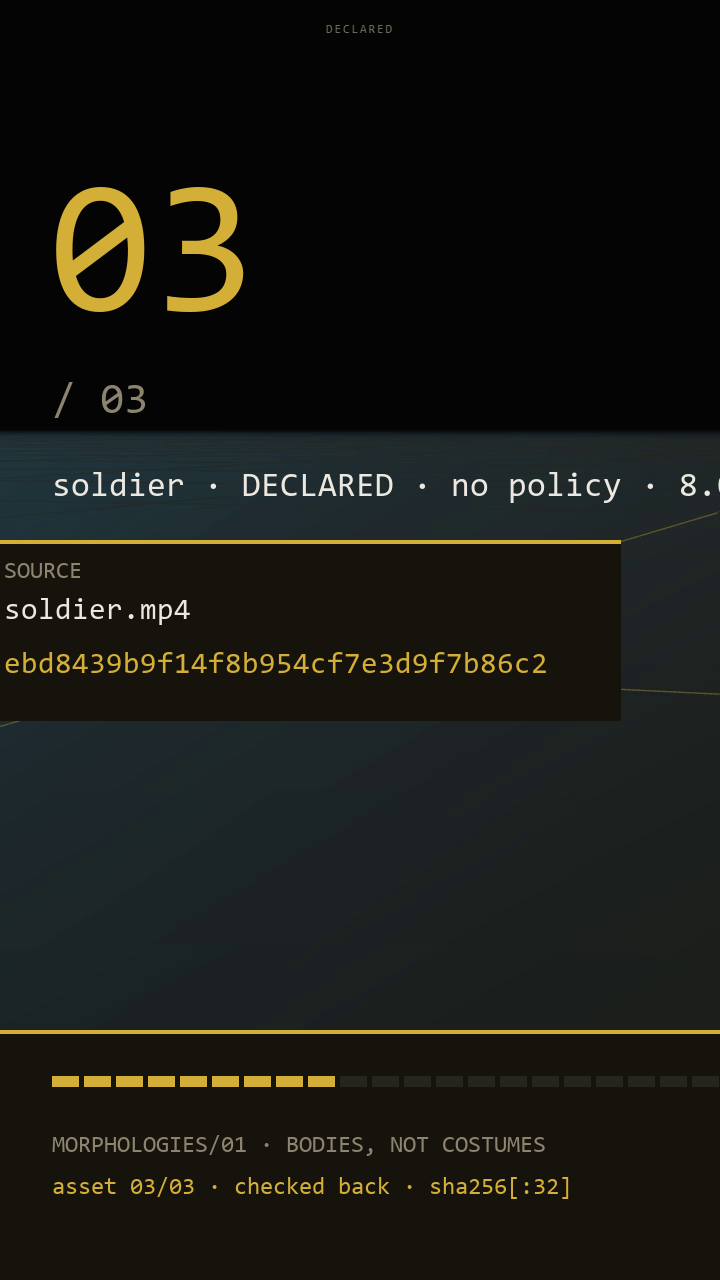 DECLARED
03
/ 03
soldier · DECLARED · no policy · 8.
SOURCE
soldier.mp4
ebd8439b9f14f8b954cf7e3d9f7b86c2
MORPHOLOGIES/01 · BODIES, NOT COSTUMES
asset 03/03 · checked back · sha256[:32]